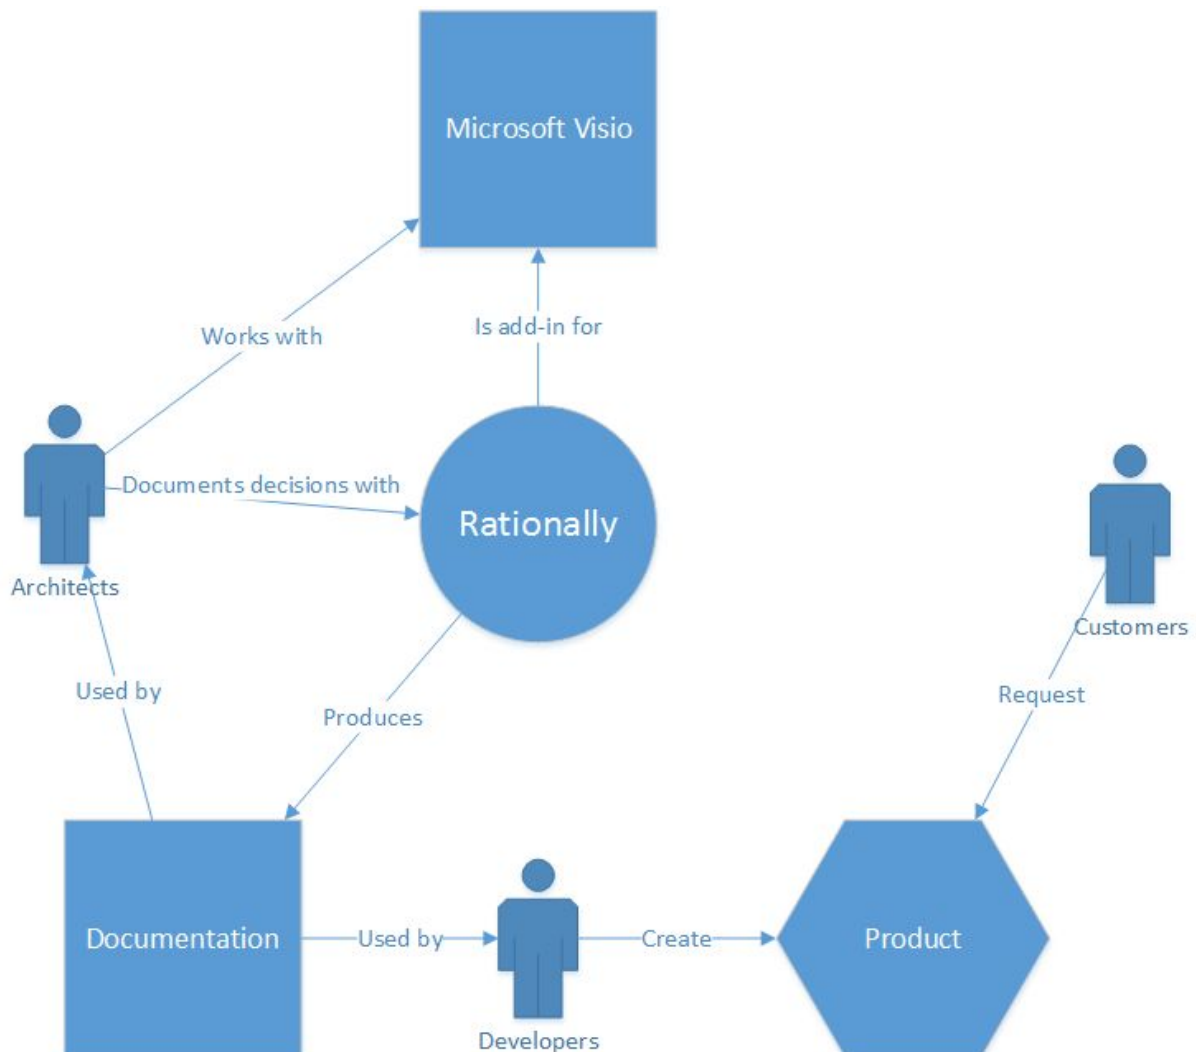 Microsoft Visio
Works with
Is add-in for
Documents decisions with
Rationally
Architects
Customers
Used by
Produces
Request
Documentation
Used by
Create
Product
Developers